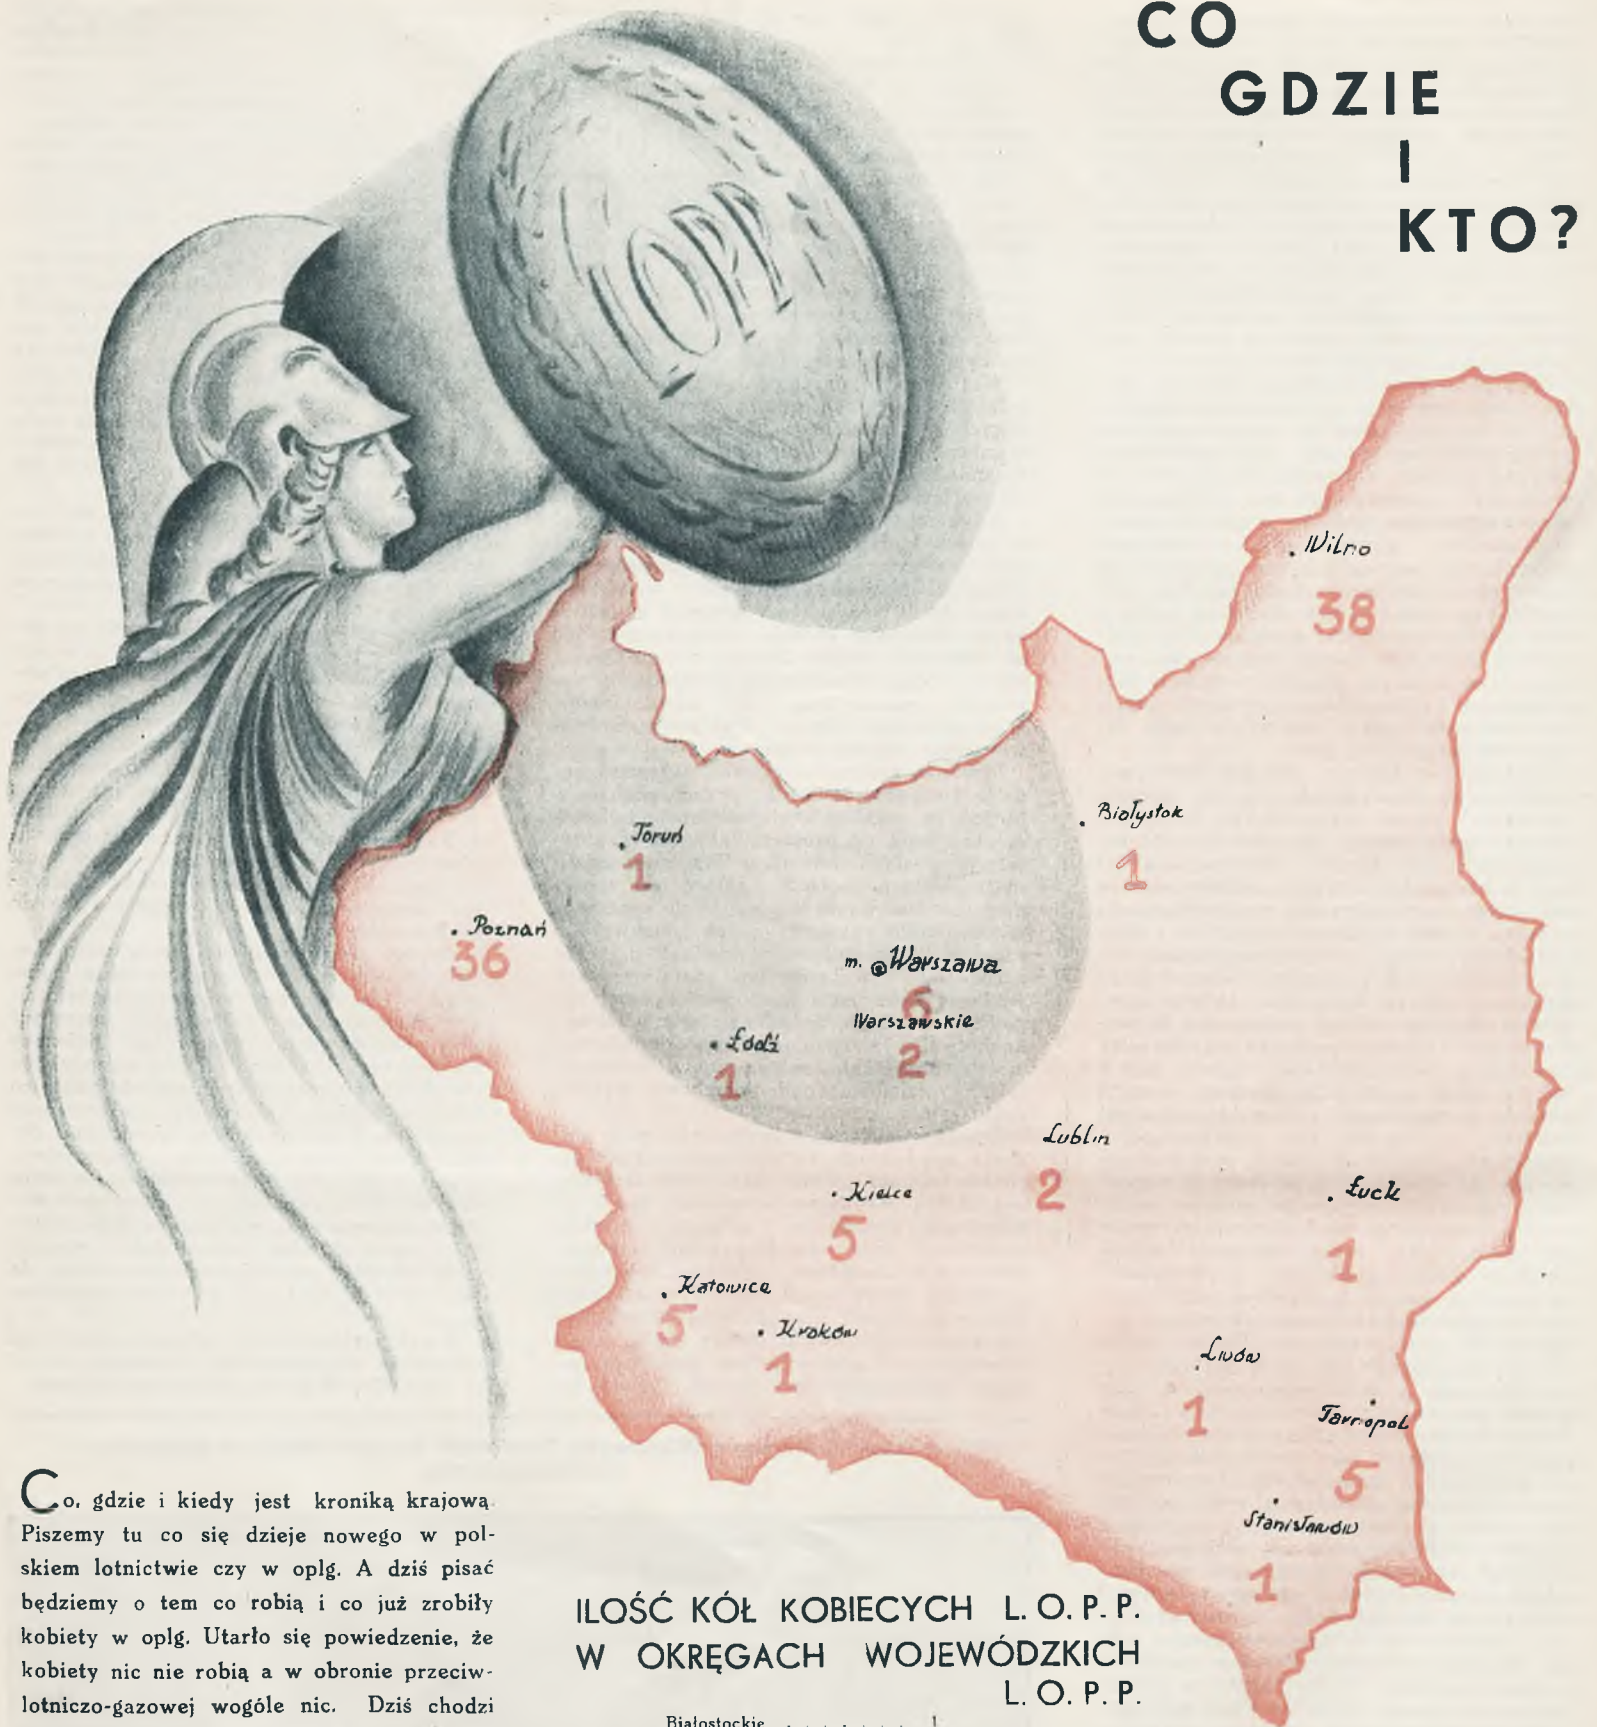 CO
GDZIE
I
KTO?
LOPP
Wilno
38
Białystok
1
Toruń
1
Poznań
36
m. Warszawa
6
Warszawskie
2
Łódź
1
Lublin
2
Kielce
5
Łuck
1
Katowice
5
Kraków
1
Lwów
1
Tarnopol
5
Stanisławów
1
Co, gdzie i kiedy jest kroniką krajową
Piszemy tu co się dzieje nowego w pol-
skiem lotnictwie czy w oplg. A dziś pisać
będziemy o tem co robią i co już zrobiły
kobiety w oplg. Utarło się powiedzenie, że
kobiety nic nie robią a w obronie przeciw-
lotniczo-gazowej wogóle nic. Dziś chodzi
ILOŚĆ KÓŁ KOBIECYCH L. O. P. P.
W OKRĘGACH WOJEWÓDZKICH
L. O. P. P.
Białostockie . . . . . . . . 1